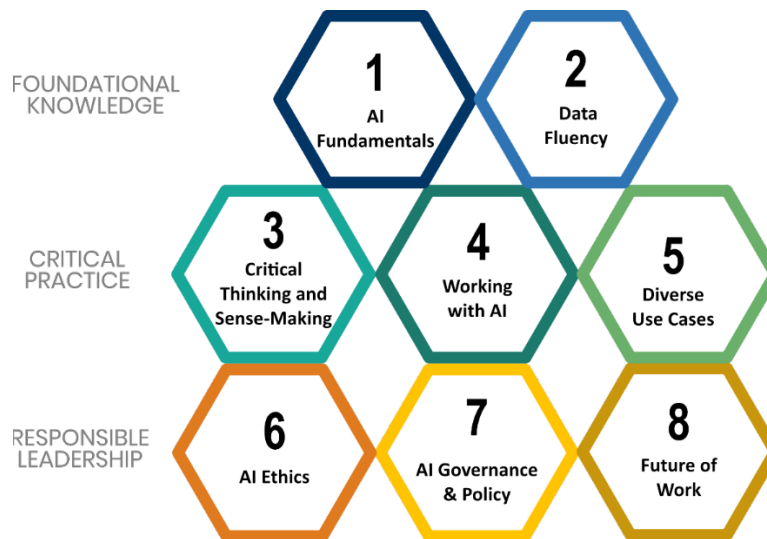 FOUNDATIONAL
KNOWLEDGE
1
AI
Fundamentals
2
Data
Fluency
CRITICAL
PRACTICE
3
Critical
Thinking and
Sense-Making
4
Working
with AI
5
Diverse
Use Cases
RESPONSIBLE
LEADERSHIP
6
AI Ethics
7
AI Governance
& Policy
8
Future of
Work